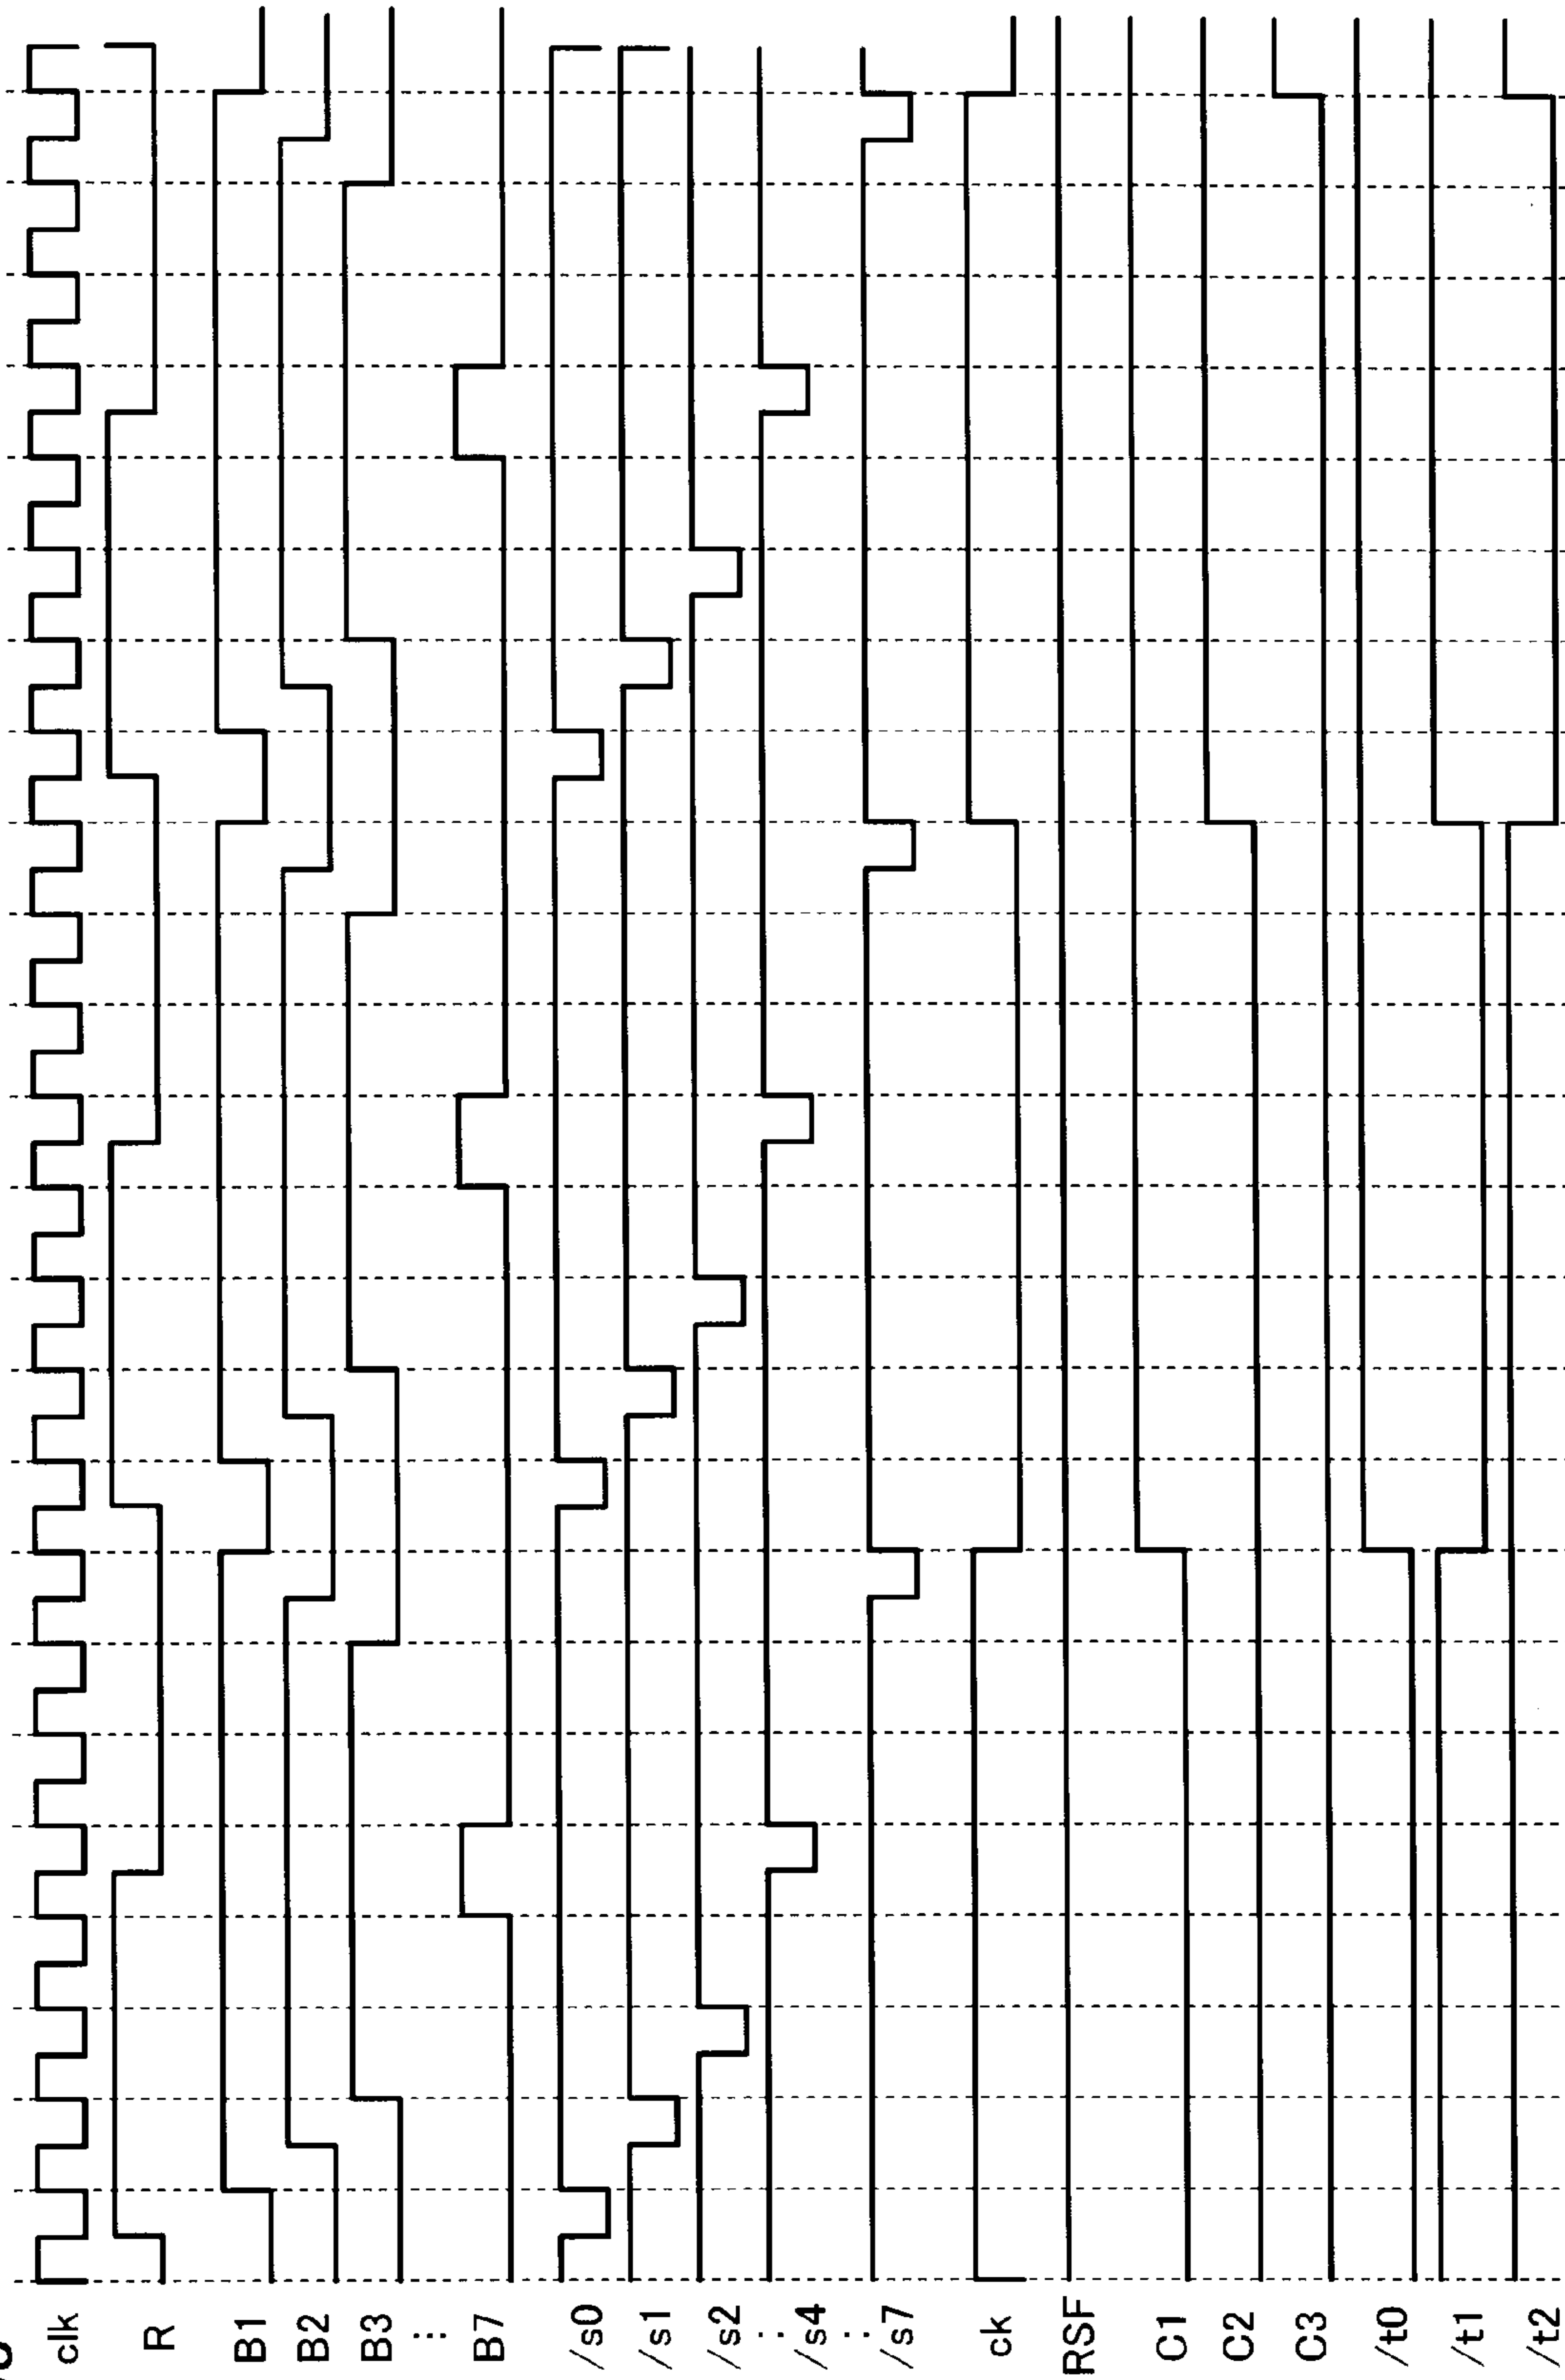 clk
R
B1
B2
B3
:
B7
/s0
/s1
/s2
:
/s4
:
/s7
ck
RSF
C1
C2
C3
/t0
/t1
/t2